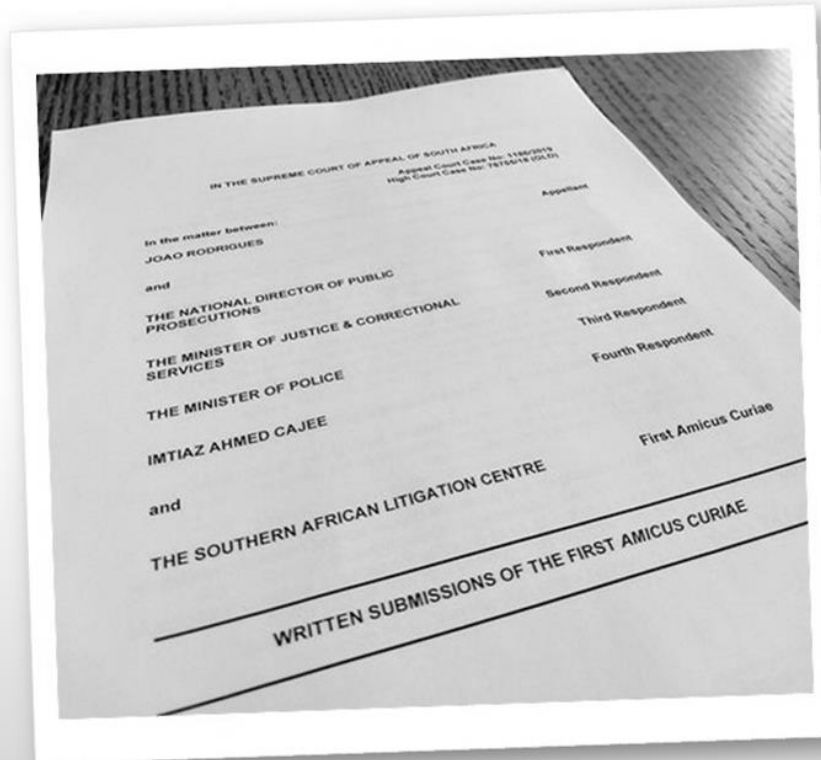 IN THE SUPREME COURT OF APPEAL OF SOUTH AFRICA
Appeal Court Case No: 1186/2019
High Court Case No: 76755/18 (GLD)
Appellant
In the matter between:
JOAO RODRIGUES
and
First Respondent
THE NATIONAL DIRECTOR OF PUBLIC
PROSECUTIONS
Second Respondent
THE MINISTER OF JUSTICE & CORRECTIONAL
SERVICES
Third Respondent
THE MINISTER OF POLICE
Fourth Respondent
IMTIAZ AHMED CAJEE
and
First Amicus Curiae
THE SOUTHERN AFRICAN LITIGATION CENTRE
WRITTEN SUBMISSIONS OF THE FIRST AMICUS CURIAE